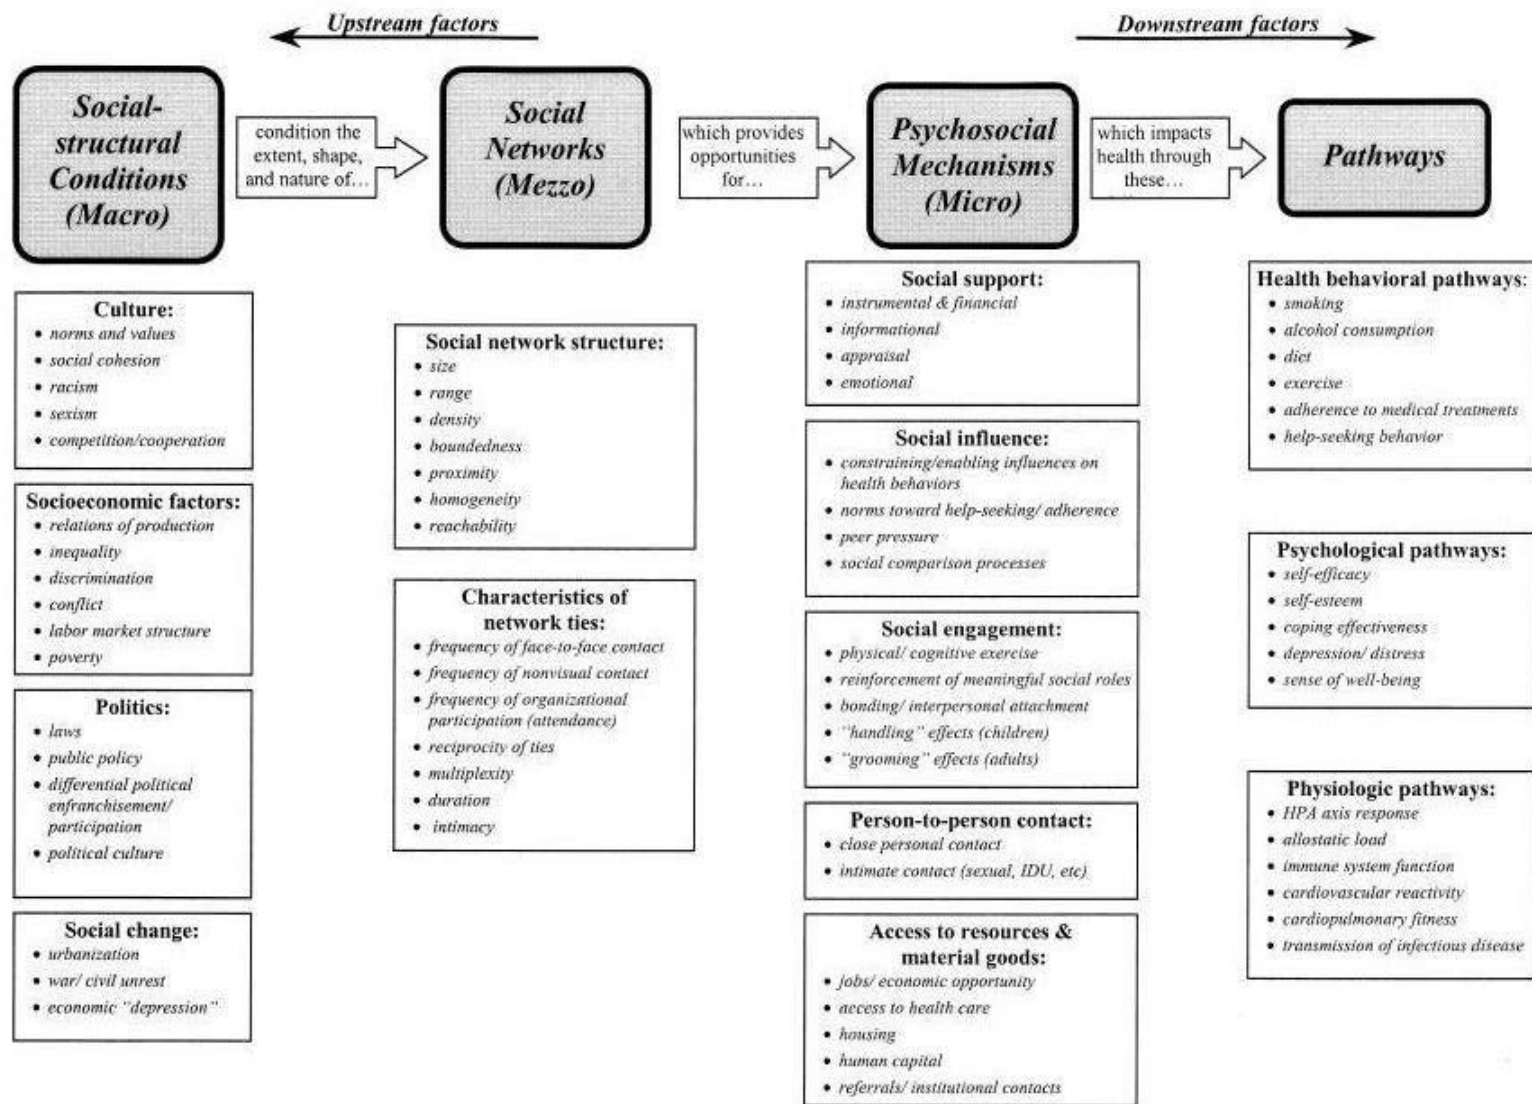 Upstream factors
Downstream factors
Social-
structural
Conditions
(Macro)
condition the
extent, shape,
and nature of…
Social
Networks
(Mezzo)
which provides
opportunities
for…
Psychosocial
Mechanisms
(Micro)
which impacts
health through
these…
Pathways
Culture:
• norms and values
• social cohesion
• racism
• sexism
• competition/cooperation
Socioeconomic factors:
• relations of production
• inequality
• discrimination
• conflict
• labor market structure
• poverty
Politics:
• laws
• public policy
• differential political
enfranchisement/
participation
• political culture
Social change:
• urbanization
• war/ civil unrest
• economic "depression"
Social network structure:
• size
• range
• density
• boundedness
• proximity
• homogeneity
• reachability
Characteristics of
network ties:
• frequency of face-to-face contact
• frequency of nonvisual contact
• frequency of organizational
participation (attendance)
• reciprocity of ties
• multiplexity
• duration
• intimacy
Social support:
• instrumental & financial
• informational
• appraisal
• emotional
Social influence:
• constraining/enabling influences on
health behaviors
• norms toward help-seeking/ adherence
• peer pressure
• social comparison processes
Social engagement:
• physical/ cognitive exercise
• reinforcement of meaningful social roles
• bonding/ interpersonal attachment
• "handling" effects (children)
• "grooming" effects (adults)
Person-to-person contact:
• close personal contact
• intimate contact (sexual, IDU, etc)
Access to resources &
material goods:
• jobs/ economic opportunity
• access to health care
• housing
• human capital
• referrals/ institutional contacts
Health behavioral pathways:
• smoking
• alcohol consumption
• diet
• exercise
• adherence to medical treatments
• help-seeking behavior
Psychological pathways:
• self-efficacy
• self-esteem
• coping effectiveness
• depression/ distress
• sense of well-being
Physiologic pathways:
• HPA axis response
• allostatic load
• immune system function
• cardiovascular reactivity
• cardiopulmonary fitness
• transmission of infectious disease